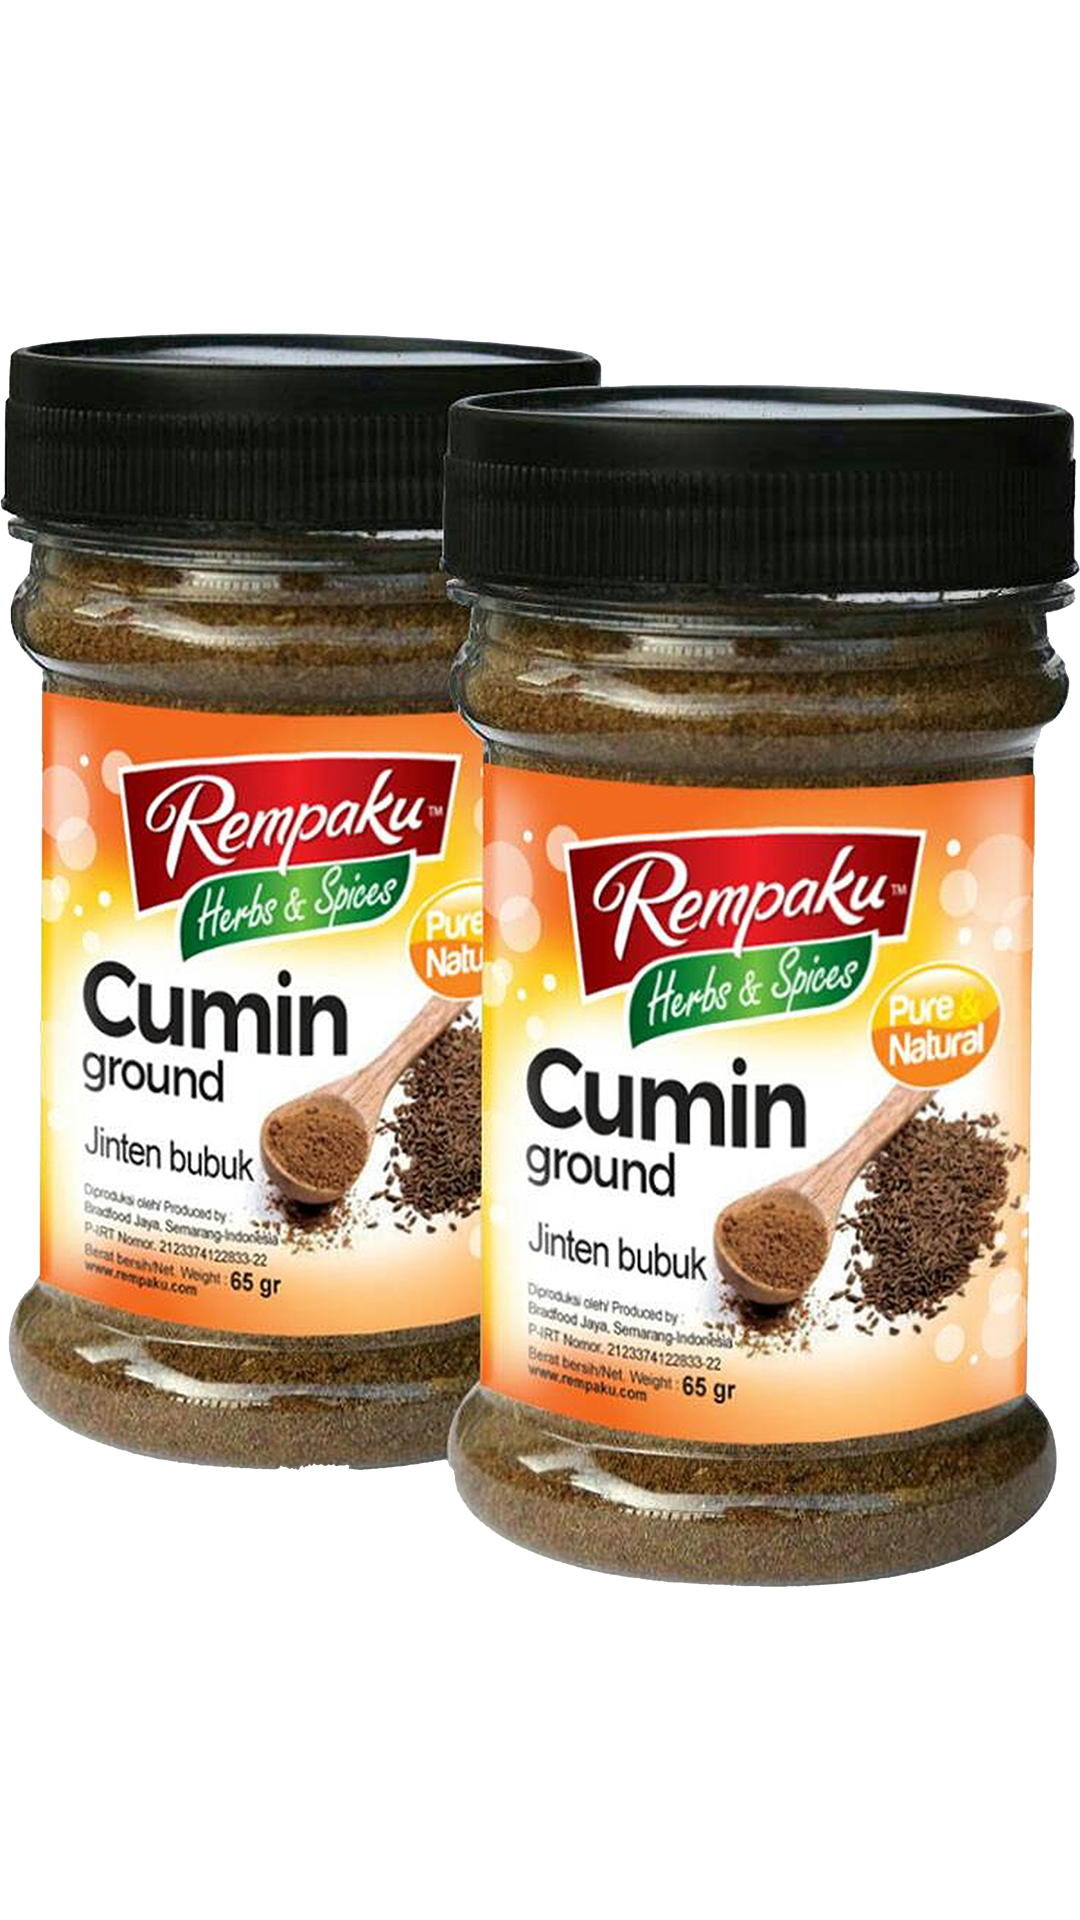 Rempaku™
Herbs & Spices
Pure
Natu
Cumin
ground
Jinten bubuk
Diproduksi oleh/ Produced by :
Bradfood Jaya, Semarang-Indonesia
P-IRT Nomor. 2123374122833-22
Berat bersih/Net. Weight : 65 gr
www.rempaku.com
Rempaku™
Herbs & Spices
Pure &
Natural
Cumin
ground
Jinten bubuk
Diproduksi oleh/ Produced by :
Bradfood Jaya, Semarang-Indonesia
P-IRT Nomor. 2123374122833-22
Berat bersih/Net. Weight : 65 gr
www.rempaku.com